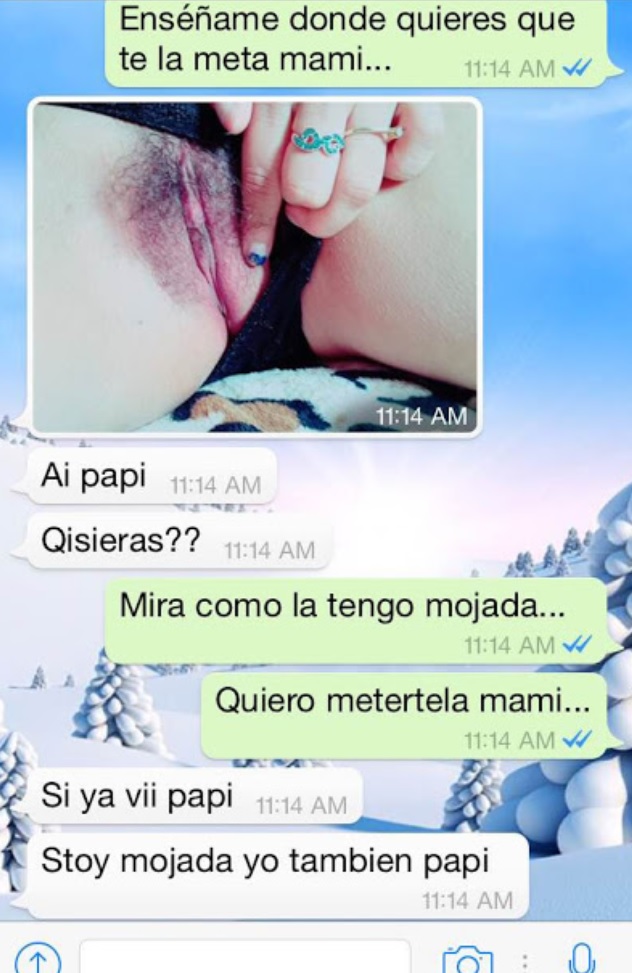 Enséñame donde quieres que
te la meta mami...
11:14 AM
11:14 AM
Ai papi
11:14 AM
Qisieras??
11:14 AM
Mira como la tengo mojada...
11:14 AM
Quiero metertela mami...
11:14 AM
Si ya vii papi
11:14 AM
Stoy mojada yo tambien papi
11:14 AM